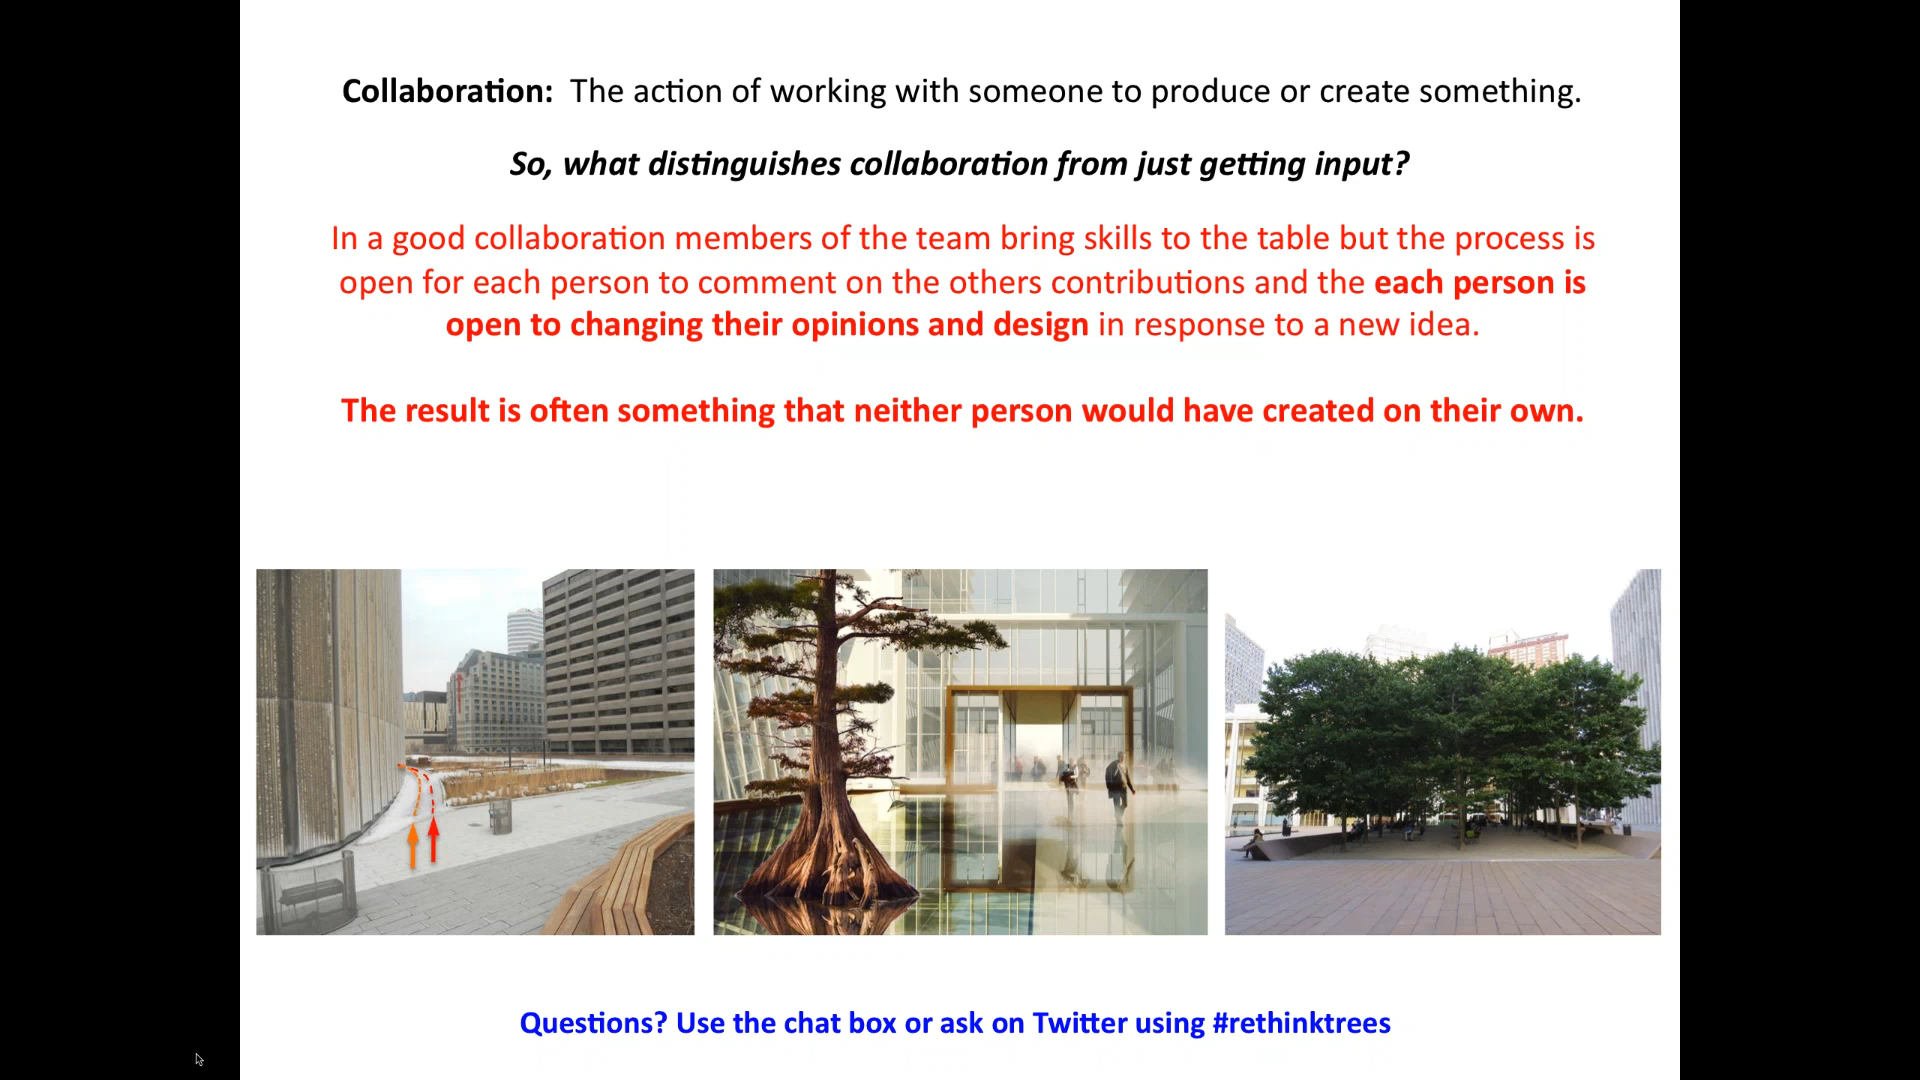 Collaboration: The action of working with someone to produce or create something.
So, what distinguishes collaboration from just getting input?
In a good collaboration members of the team bring skills to the table but the process is
open for each person to comment on the others contributions and the each person is
open to changing their opinions and design in response to a new idea.
The result is often something that neither person would have created on their own.
Questions? Use the chat box or ask on Twitter using #rethinktrees